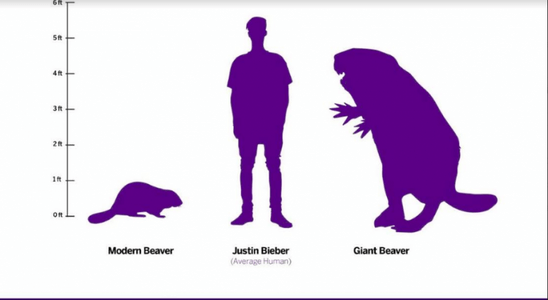 6 ft
5 ft
4 ft
3 ft
2 ft
1 ft
0 ft
Modern Beaver
Justin Bieber
(Average Human)
Giant Beaver